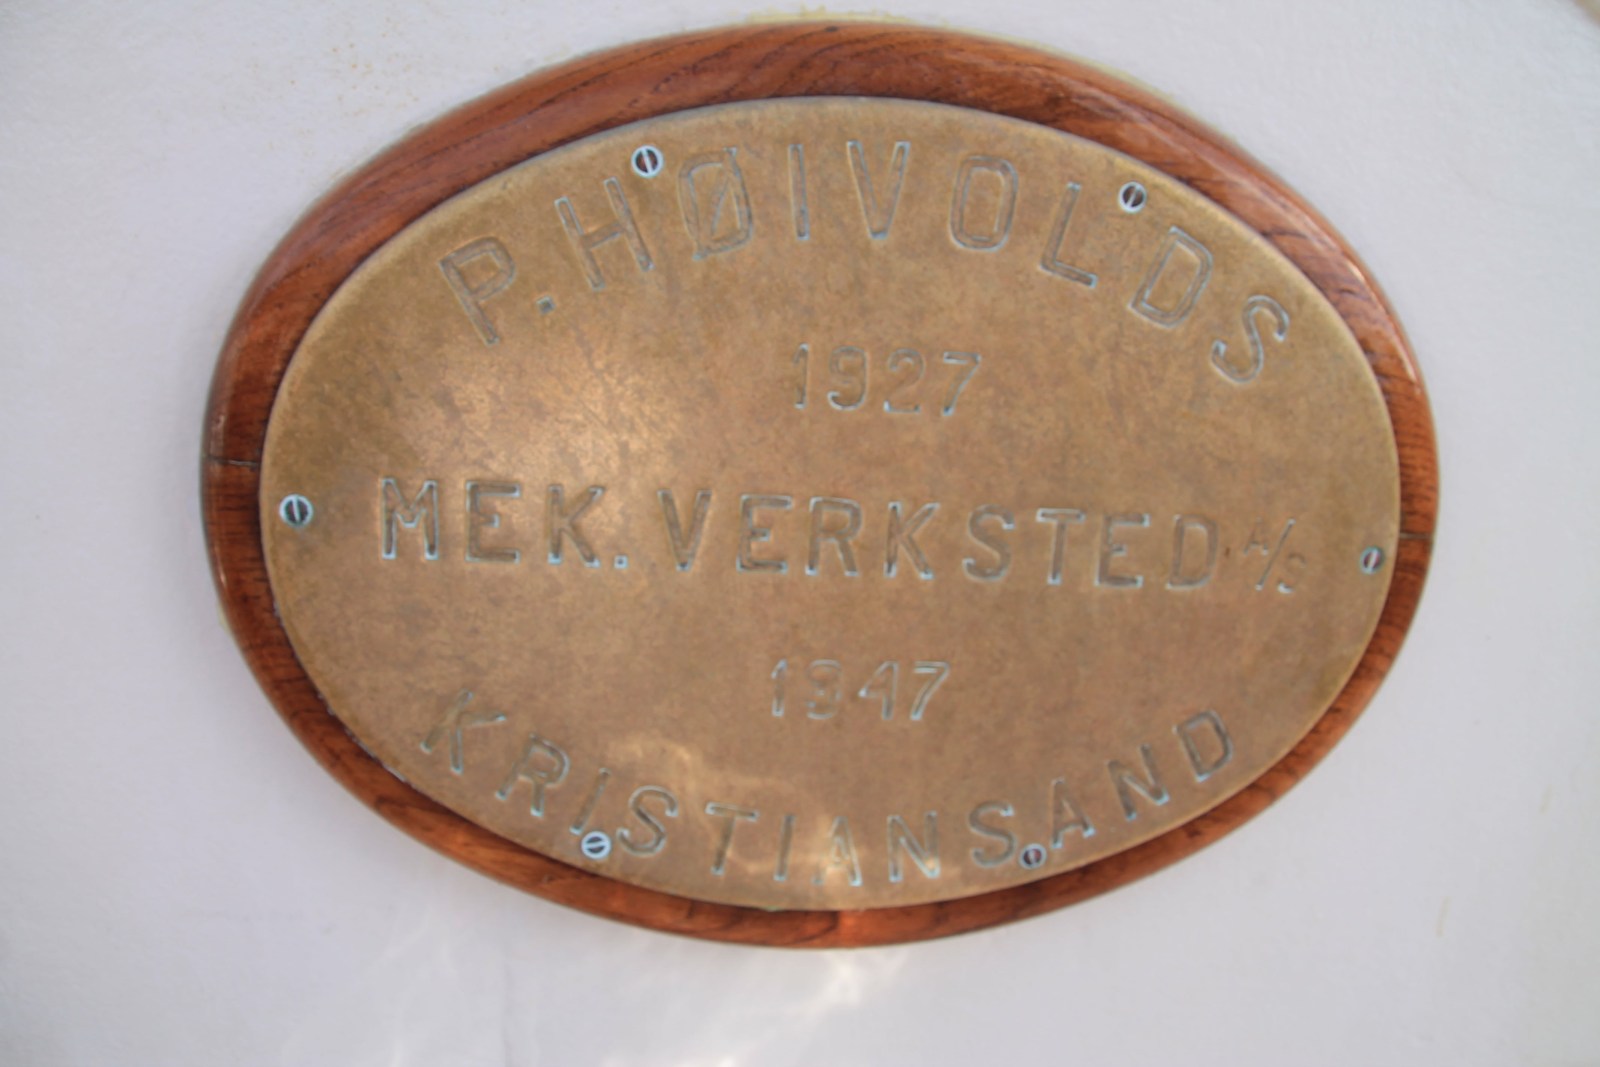 P. HØIVOLDS
1927
MEK. VERKSTED A/S
1947
KRISTIANSAND